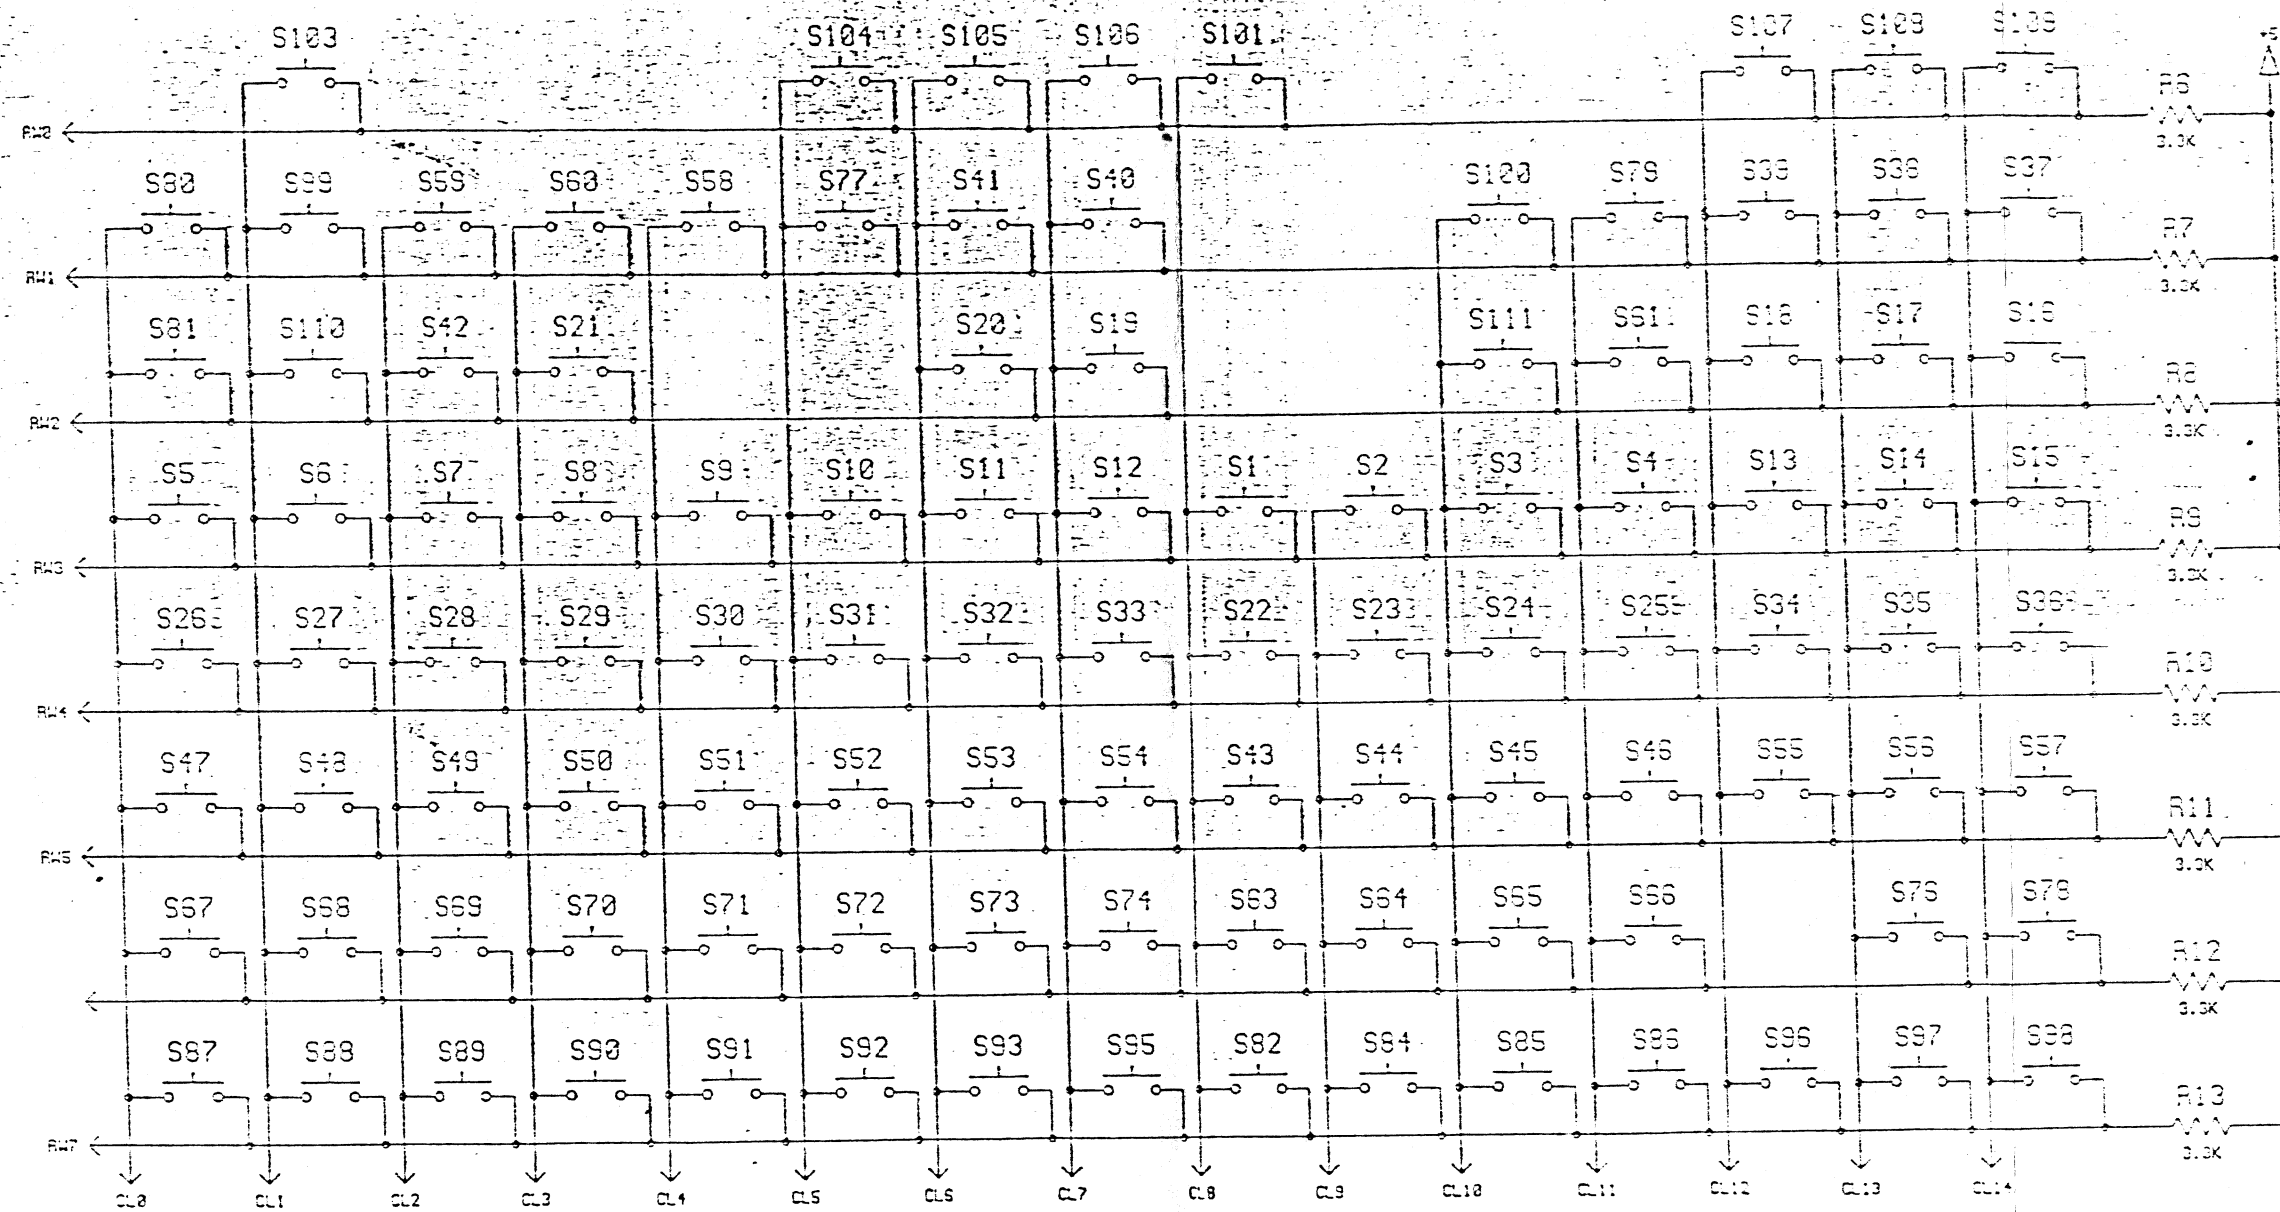 S103 S104 S105 S106 S101 S107 S108 S109 +5
RW0 R6
3.3K
S80 S99 S59 S60 S58 S77 S41 S40 S100 S79 S39 S38 S37
RW1 R7
3.3K
S81 S110 S42 S21 S20 S19 S111 S61 S18 S17 S16
RW2 R8
3.3K
S5 S6 S7 S8 S9 S10 S11 S12 S1 S2 S3 S4 S13 S14 S15
RW3 R9
3.3K
S26 S27 S28 S29 S30 S31 S32 S33 S22 S23 S24 S25 S34 S35 S36
RW4 R10
3.3K
S47 S48 S49 S50 S51 S52 S53 S54 S43 S44 S45 S46 S55 S56 S57
RW5 R11
3.3K
S67 S68 S69 S70 S71 S72 S73 S74 S63 S64 S65 S66 S76 S78
R12
3.3K
S87 S88 S89 S90 S91 S92 S93 S95 S82 S84 S85 S86 S96 S97 S98
RW7 R13
3.3K
CL0 CL1 CL2 CL3 CL4 CL5 CL6 CL7 CL8 CL9 CL10 CL11 CL12 CL13 CL14